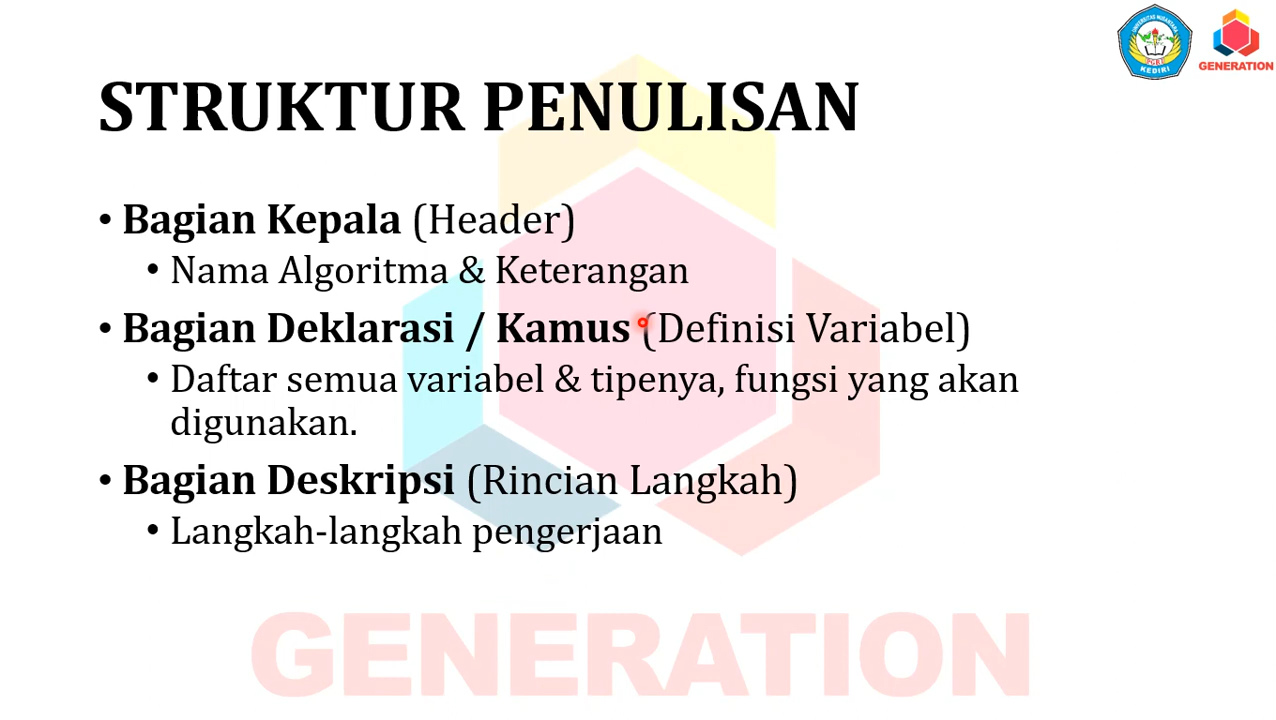 GENERATION
KEDIRI
STRUKTUR PENULISAN
• Bagian Kepala (Header)
• Nama Algoritma & Keterangan
• Bagian Deklarasi / Kamus (Definisi Variabel)
• Daftar semua variabel & tipenya, fungsi yang akan
digunakan.
• Bagian Deskripsi (Rincian Langkah)
• Langkah-langkah pengerjaan
GENERATION